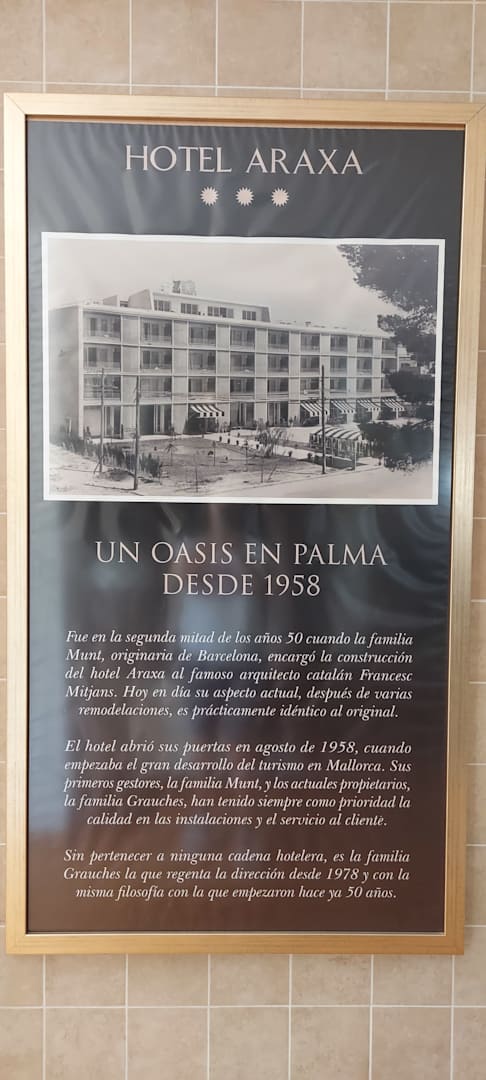 HOTEL ARAXA
UN OASIS EN PALMA
DESDE 1958
Fue en la segunda mitad de los años 50 cuando la familia
Munt, originaria de Barcelona, encargó la construcción
del hotel Araxa al famoso arquitecto catalán Francesc
Mitjans. Hoy en día su aspecto actual, después de varias
remodelaciones, es prácticamente idéntico al original.
El hotel abrió sus puertas en agosto de 1958, cuando
empezaba el gran desarrollo del turismo en Mallorca. Sus
primeros gestores, la familia Munt, y los actuales propietarios,
la familia Grauches, han tenido siempre como prioridad la
calidad en las instalaciones y el servicio al cliente.
Sin pertenecer a ninguna cadena hotelera, es la familia
Grauches la que regenta la dirección desde 1978 y con la
misma filosofía con la que empezaron hace ya 50 años.